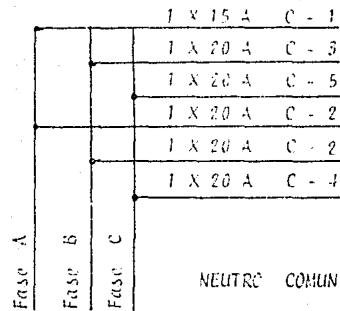 1 X 15 A C - 1
1 X 20 A C - 3
1 X 20 A C - 5
1 X 20 A C - 2
1 X 20 A C - 2
1 X 20 A C - 4
Fase A
Fase B
Fase C
NEUTRO COMUN